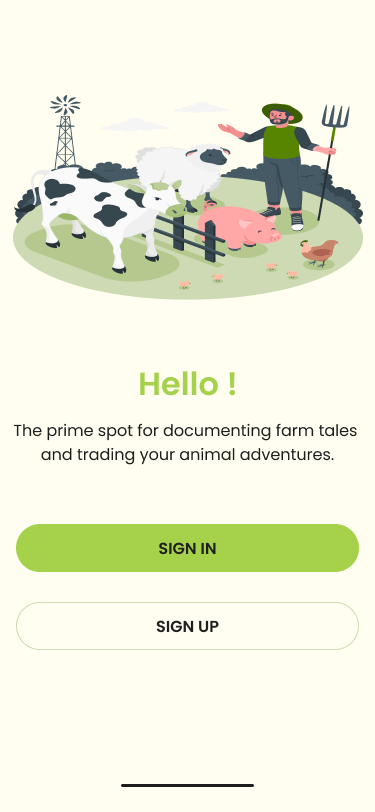 Hello !
The prime spot for documenting farm tales
and trading your animal adventures.
SIGN IN
SIGN UP